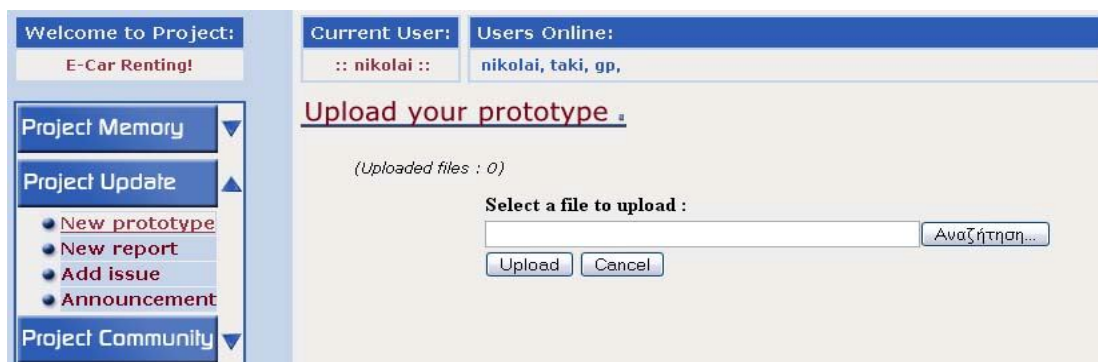 Welcome to Project:
E-Car Renting!
Project Memory
Project Update
New prototype
New report
Add issue
Announcement
Project Community
Current User:
:: nikolai ::
Users Online:
nikolai, taki, gp,
Upload your prototype
(Uploaded files : 0)
Select a file to upload :
Αναζήτηση...
Upload Cancel